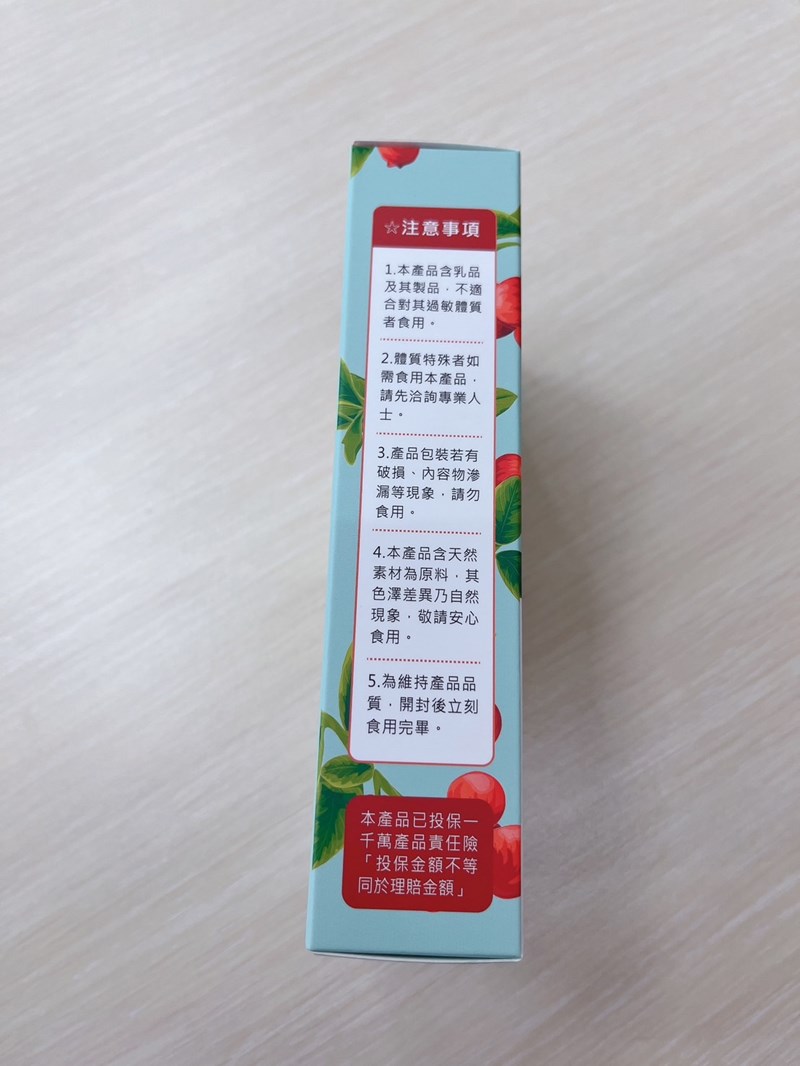 ☆注意事項
1.本產品含乳品
及其製品,不適
合對其過敏體質
者食用。
2.體質特殊者如
需食用本產品,
請先洽詢專業人
士。
3.產品包裝若有
破損、內容物滲
漏等現象,請勿
食用。
4.本產品含天然
素材為原料,其
色澤差異乃自然
現象,敬請安心
食用。
5.為維持產品品
質,開封後立刻
食用完畢。
本產品已投保一
千萬產品責任險
「投保金額不等
同於理賠金額」